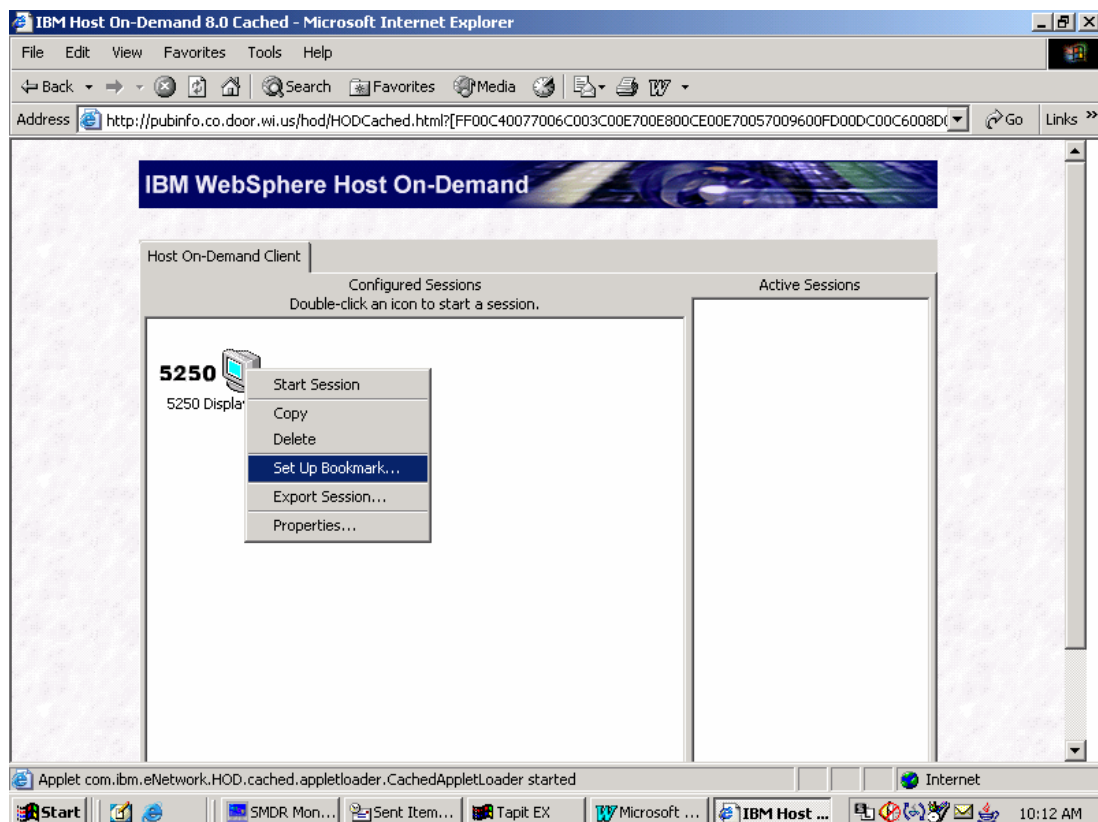 IBM Host On-Demand 8.0 Cached - Microsoft Internet Explorer
File Edit View Favorites Tools Help
Back Search Favorites Media
Address http://pubinfo.co.door.wi.us/hod/HODCached.html?[FF00C40077006C003C00E700E800CE00E70057009600FD00DC00C6008D( Go Links »
IBM WebSphere Host On-Demand
Host On-Demand Client
Configured Sessions
Double-click an icon to start a session.
Active Sessions
5250
5250 Displa
Start Session
Copy
Delete
Set Up Bookmark...
Export Session...
Properties...
Applet com.ibm.eNetwork.HOD.cached.appletloader.CachedAppletLoader started Internet
Start SMDR Mon... Sent Item... Tapit EX Microsoft ... IBM Host ... 10:12 AM